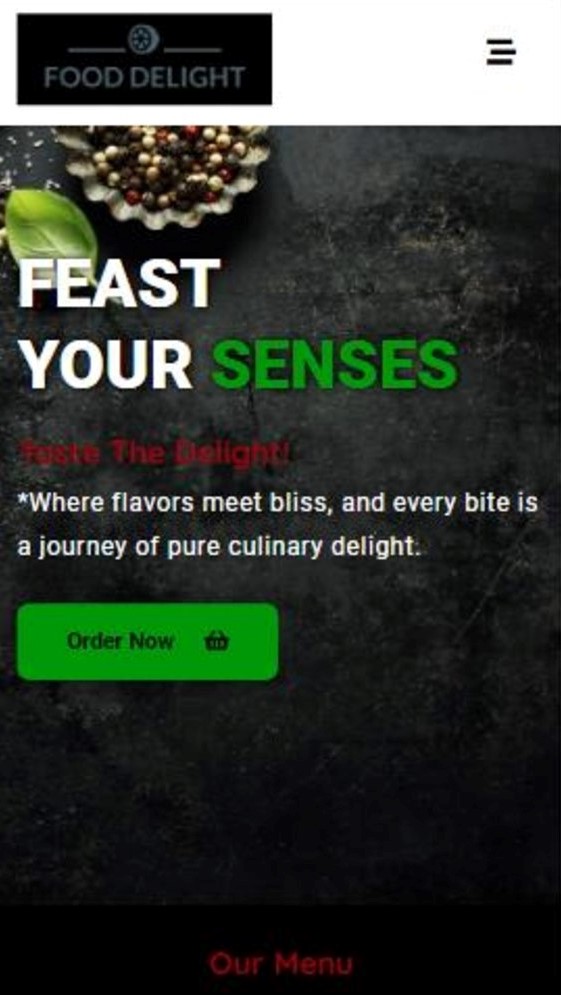 FOOD DELIGHT
FEAST
YOUR SENSES
Taste The Delight!
*Where flavors meet bliss, and every bite is
a journey of pure culinary delight.
Order Now
Our Menu